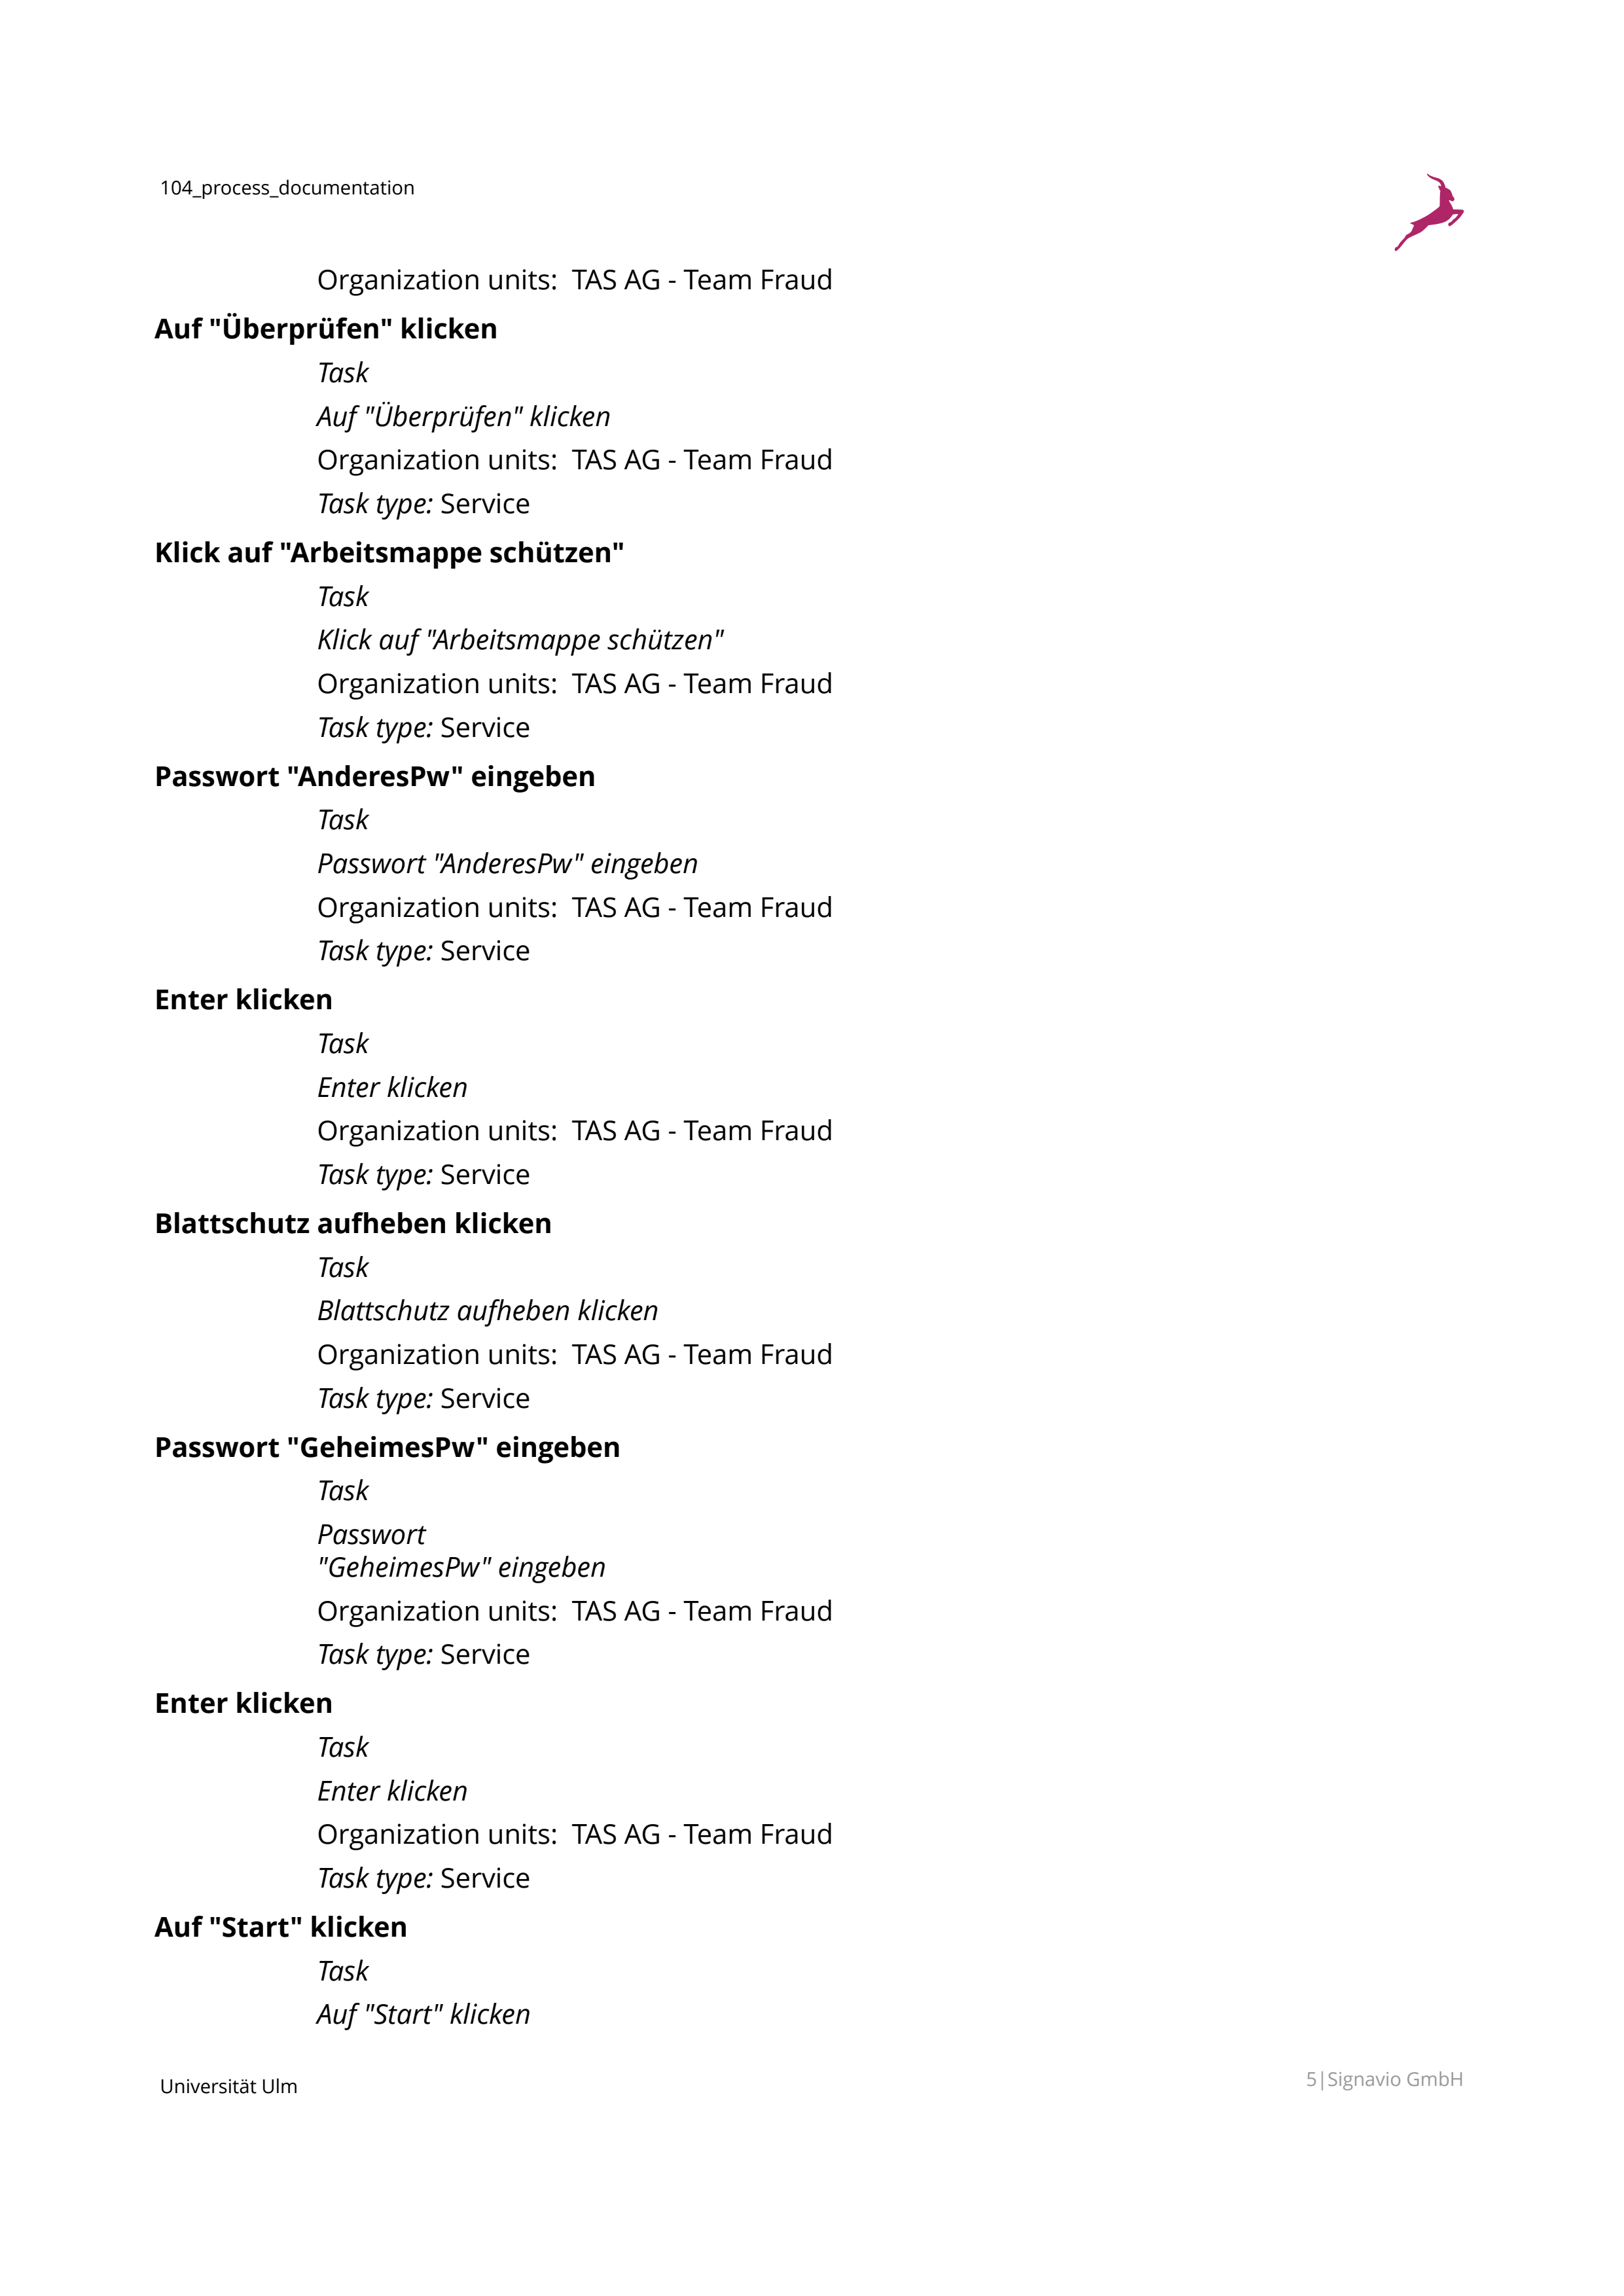 104_process_documentation
Organization units:  TAS AG - Team Fraud
Auf "Überprüfen" klicken
Task
Auf "Überprüfen" klicken
Organization units:  TAS AG - Team Fraud
Task type: Service
Klick auf "Arbeitsmappe schützen"
Task
Klick auf "Arbeitsmappe schützen"
Organization units:  TAS AG - Team Fraud
Task type: Service
Passwort "AnderesPw" eingeben
Task
Passwort "AnderesPw" eingeben
Organization units:  TAS AG - Team Fraud
Task type: Service
Enter klicken
Task
Enter klicken
Organization units:  TAS AG - Team Fraud
Task type: Service
Blattschutz aufheben klicken
Task
Blattschutz aufheben klicken
Organization units:  TAS AG - Team Fraud
Task type: Service
Passwort "GeheimesPw" eingeben
Task
Passwort
"GeheimesPw" eingeben
Organization units:  TAS AG - Team Fraud
Task type: Service
Enter klicken
Task
Enter klicken
Organization units:  TAS AG - Team Fraud
Task type: Service
Auf "Start" klicken
Task
Auf "Start" klicken
Universität Ulm
5|Signavio GmbH